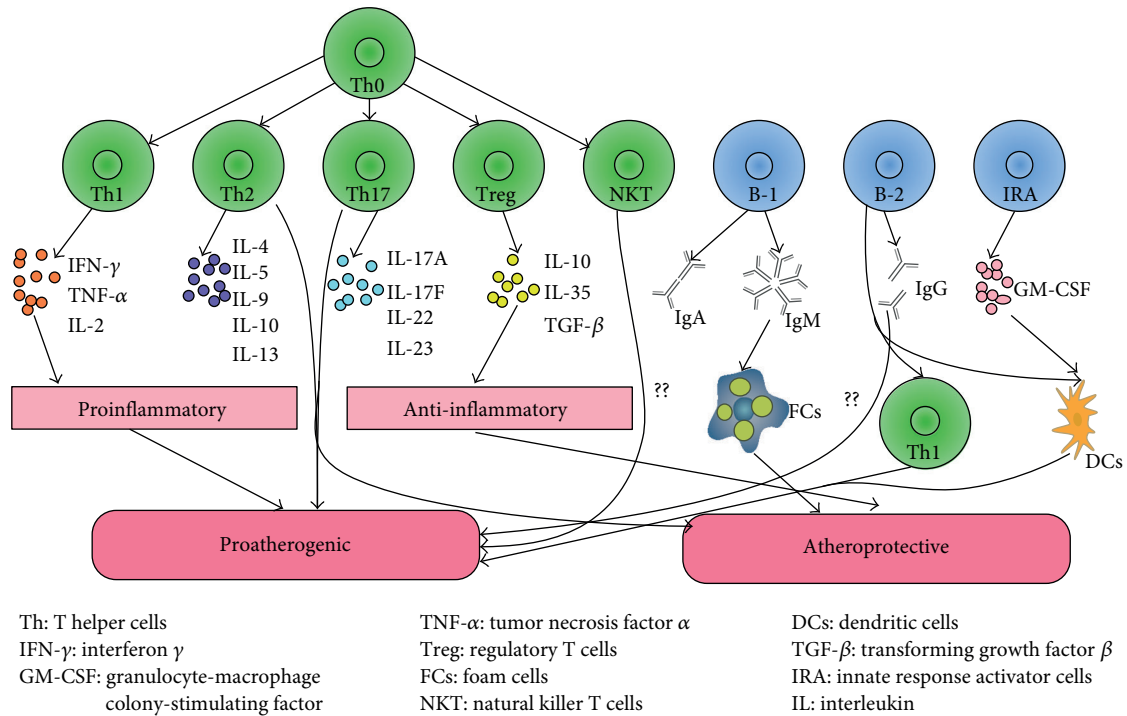 Th0
Th1
Th2
Th17
Treg
NKT
B-1
B-2
IRA
IFN-γ
TNF-α
IL-2
IL-4
IL-5
IL-9
IL-10
IL-13
IL-17A
IL-17F
IL-22
IL-23
IL-10
IL-35
TGF-β
IgA
IgM
IgG
GM-CSF
Proinflammatory
Anti-inflammatory
??
FCs
??
Th1
DCs
Proatherogenic
Atheroprotective
Th: T helper cells
IFN-γ: interferon γ
GM-CSF: granulocyte-macrophage
colony-stimulating factor
TNF-α: tumor necrosis factor α
Treg: regulatory T cells
FCs: foam cells
NKT: natural killer T cells
DCs: dendritic cells
TGF-β: transforming growth factor β
IRA: innate response activator cells
IL: interleukin